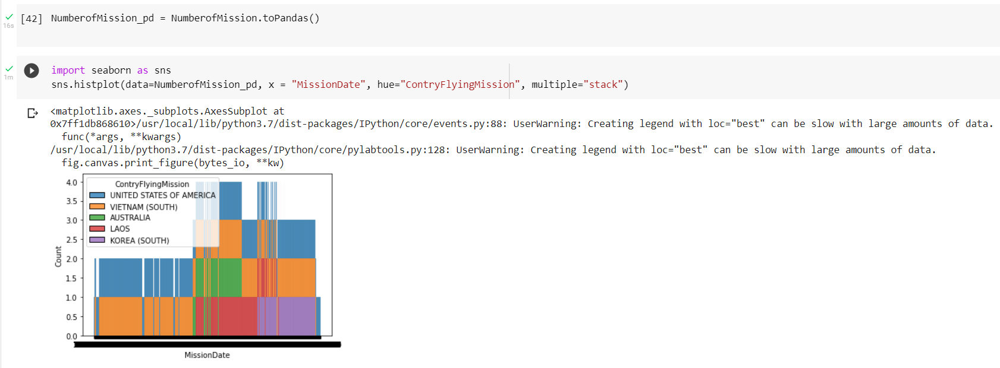 16s
[42] NumberofMission_pd = NumberofMission.toPandas()
1m
import seaborn as sns
sns.histplot(data=NumberofMission_pd, x = "MissionDate", hue="ContryFlyingMission", multiple="stack")
<matplotlib.axes._subplots.AxesSubplot at
0x7ff1db868610>/usr/local/lib/python3.7/dist-packages/IPython/core/events.py:88: UserWarning: Creating legend with loc="best" can be slow with large amounts of data.
  func(*args, **kwargs)
/usr/local/lib/python3.7/dist-packages/IPython/core/pylabtools.py:128: UserWarning: Creating legend with loc="best" can be slow with large amounts of data.
  fig.canvas.print_figure(bytes_io, **kw)
ContryFlyingMission
UNITED STATES OF AMERICA
VIETNAM (SOUTH)
AUSTRALIA
LAOS
KOREA (SOUTH)
4.0
3.5
3.0
2.5
2.0
1.5
1.0
0.5
0.0
Count
MissionDate